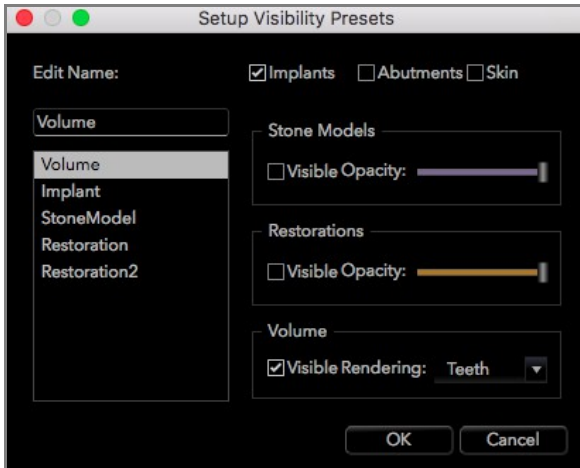 Setup Visibility Presets
Edit Name:
Implants Abutments Skin
Volume
Volume
Implant
StoneModel
Restoration
Restoration2
Stone Models
Visible Opacity:
Restorations
Visible Opacity:
Volume
Visible Rendering: Teeth
OK Cancel